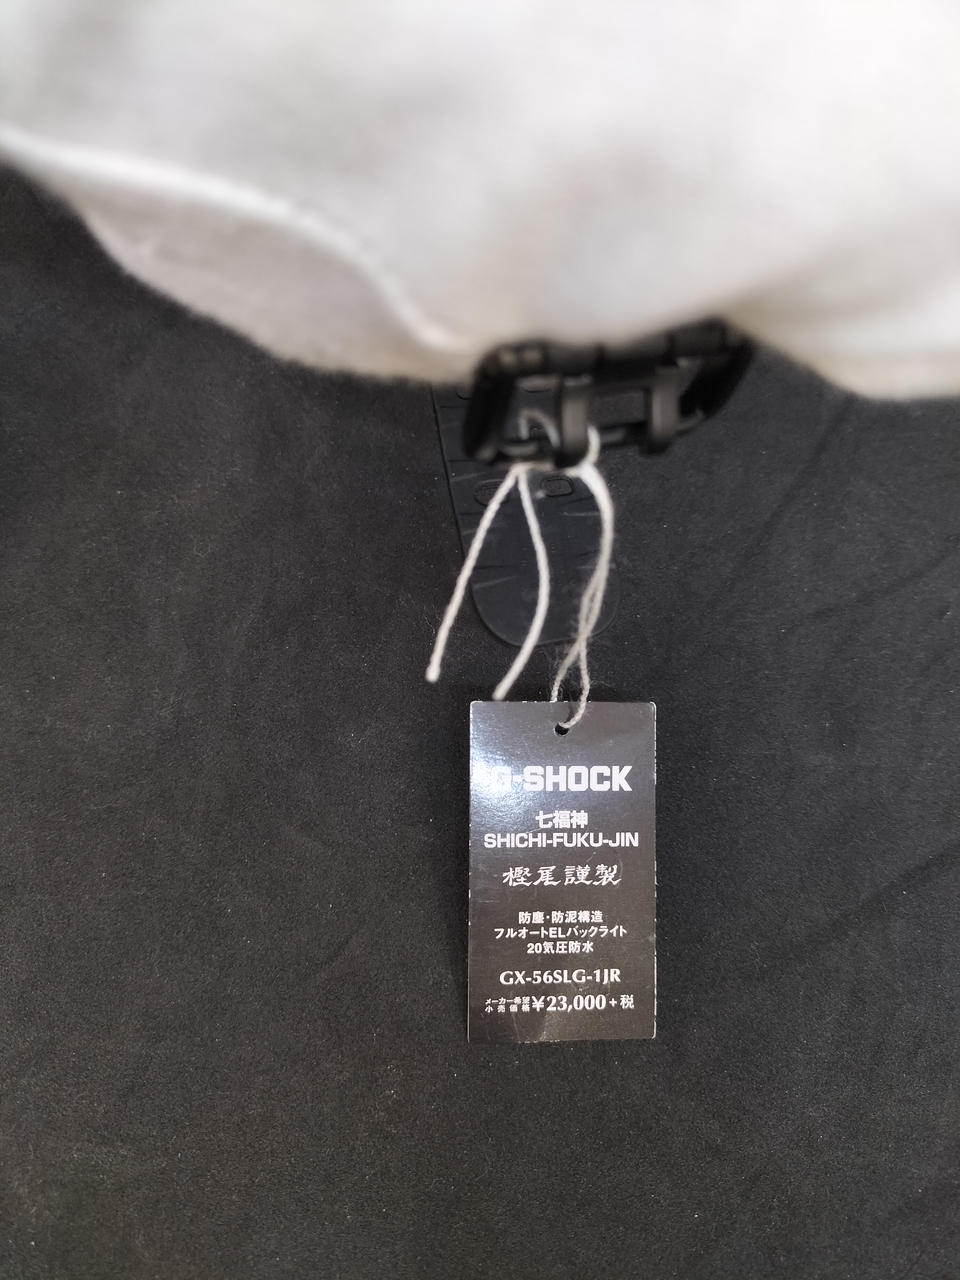 G-SHOCK
七福神
SHICHI-FUKU-JIN
樫尾謹製
防塵・防泥構造
フルオートELバックライト
20気圧防水
GX-56SLG-1JR
メーカー希望小売価格 ¥23,000+税